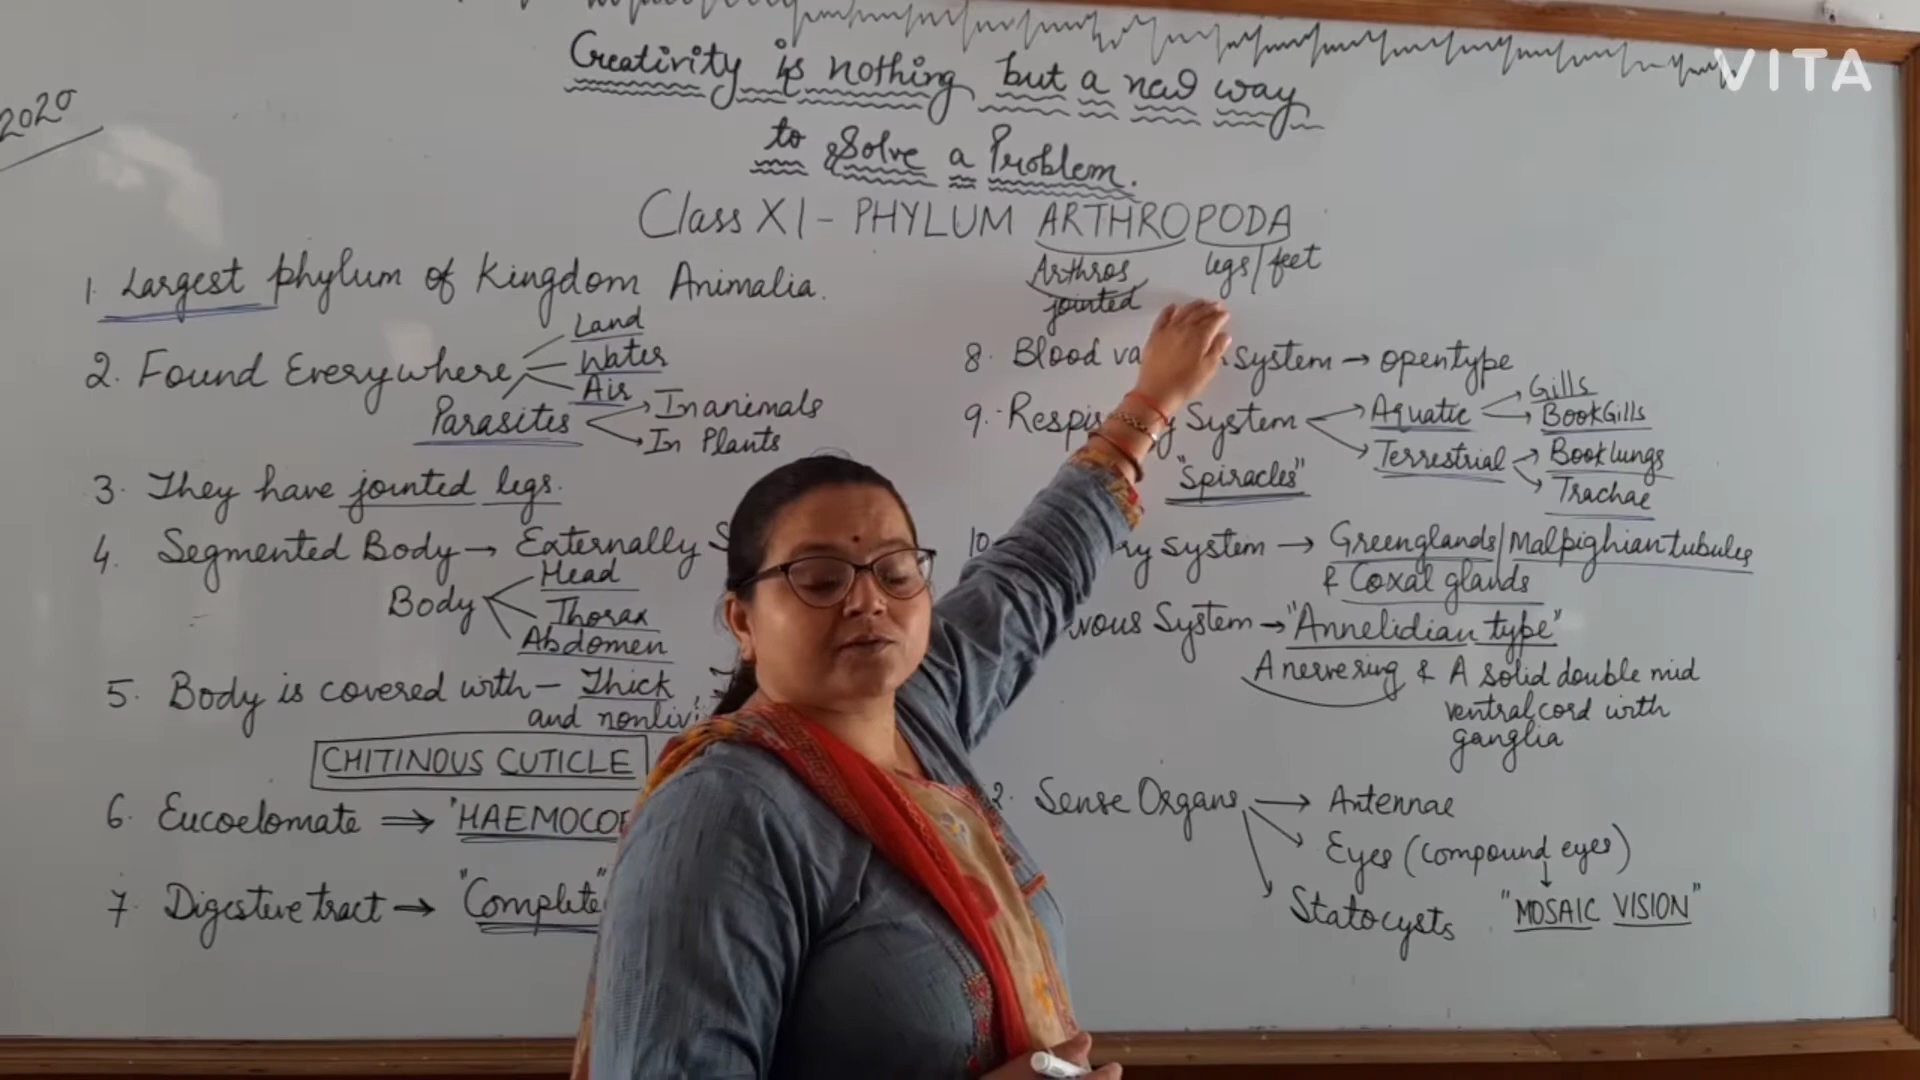 VITA
2020
Creativity is nothing but a new way
to Solve a Problem.
Class XI - PHYLUM ARTHROPODA
Arthros legs/feet
jointed
1. Largest phylum of Kingdom Animalia.
2. Found Everywhere
Land
Water
Air
Parasites
In animals
In Plants
3. They have jointed legs.
4. Segmented Body → Externally
Body
Head
Thorax
Abdomen
5. Body is covered with - Thick
and nonlivi
CHITINOUS CUTICLE
6. Eucoelomate ⇒ "HAEMOCOE
7. Digestive tract → "Complete"
8. Blood va system → opentype
9. Respi y System
Aquatic
Gills
BookGills
Terrestrial
Booklungs
Trachae
"Spiracles"
10. ry system → Greenglands/Malpighian tubules
& Coxal glands
vous System → "Annelidian type"
A nerve ring & A solid double mid
ventral cord with
ganglia
2. Sense Organs → Antennae
Eyes (compound eyes)
↓
Statocysts "MOSAIC VISION"